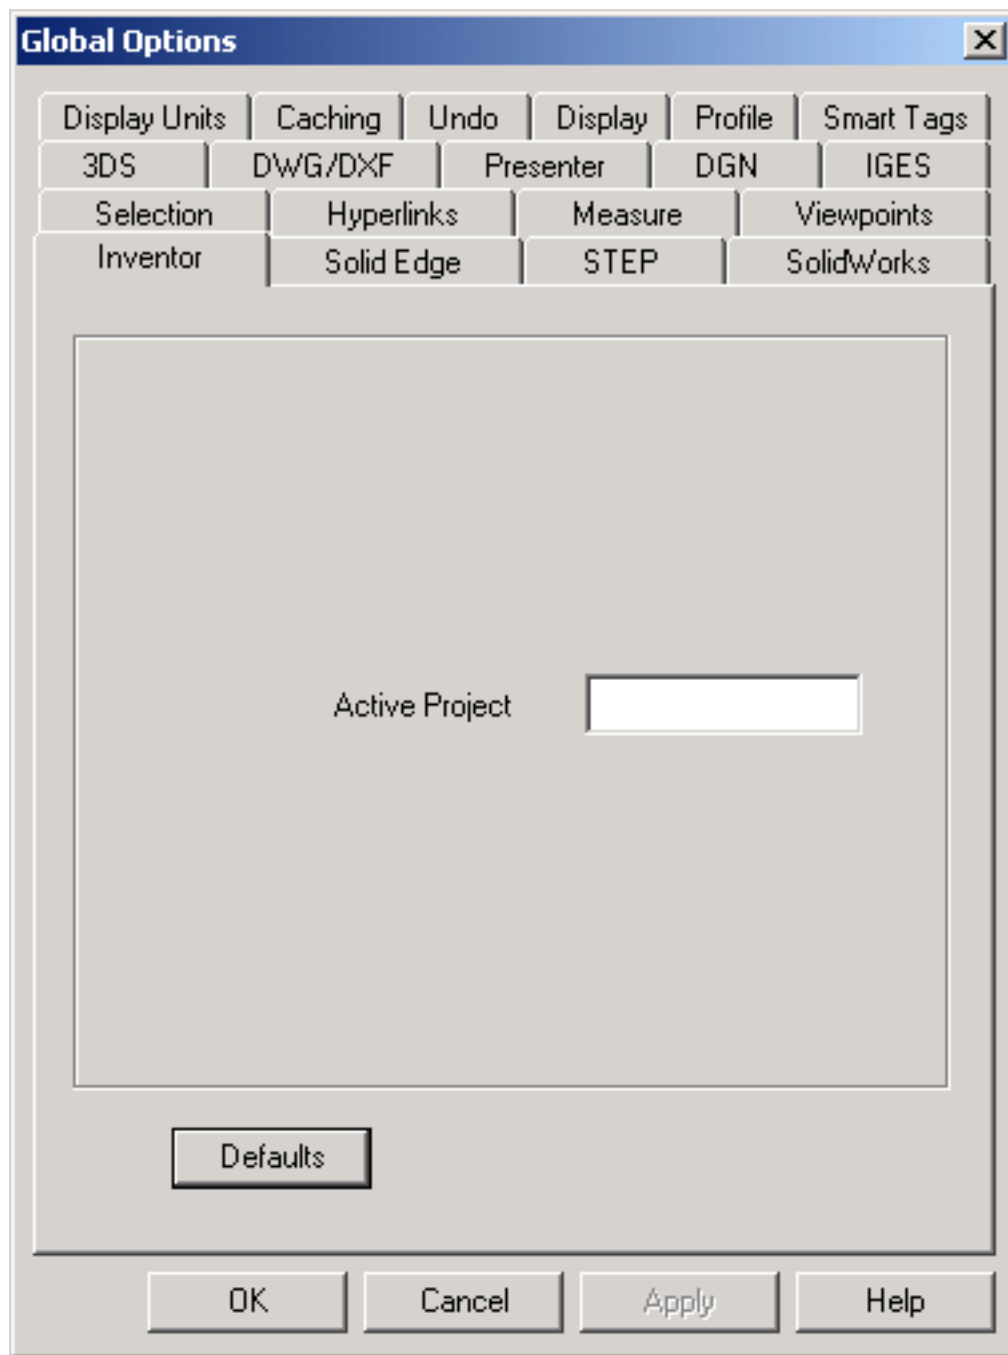 Global Options
Display Units Caching Undo Display Profile Smart Tags
3DS DWG/DXF Presenter DGN IGES
Selection Hyperlinks Measure Viewpoints
Inventor Solid Edge STEP SolidWorks
Active Project
Defaults
OK Cancel Apply Help